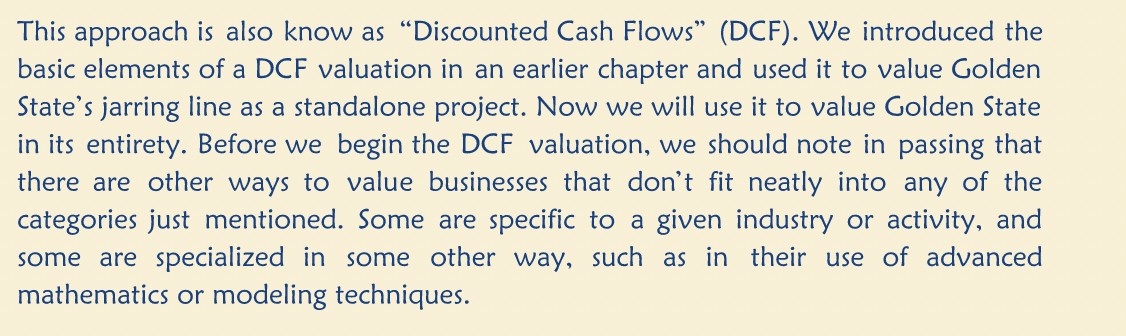 This approach is also know as “Discounted Cash Flows” (DCF). We introduced the
basic elements of a DCF valuation in an earlier chapter and used it to value Golden
State’s jarring line as a standalone project. Now we will use it to value Golden State
in its entirety. Before we begin the DCF valuation, we should note in passing that
there are other ways to value businesses that don’t fit neatly into any of the
categories just mentioned. Some are specific to a given industry or activity, and
some are specialized in some other way, such as in their use of advanced
mathematics or modeling techniques.